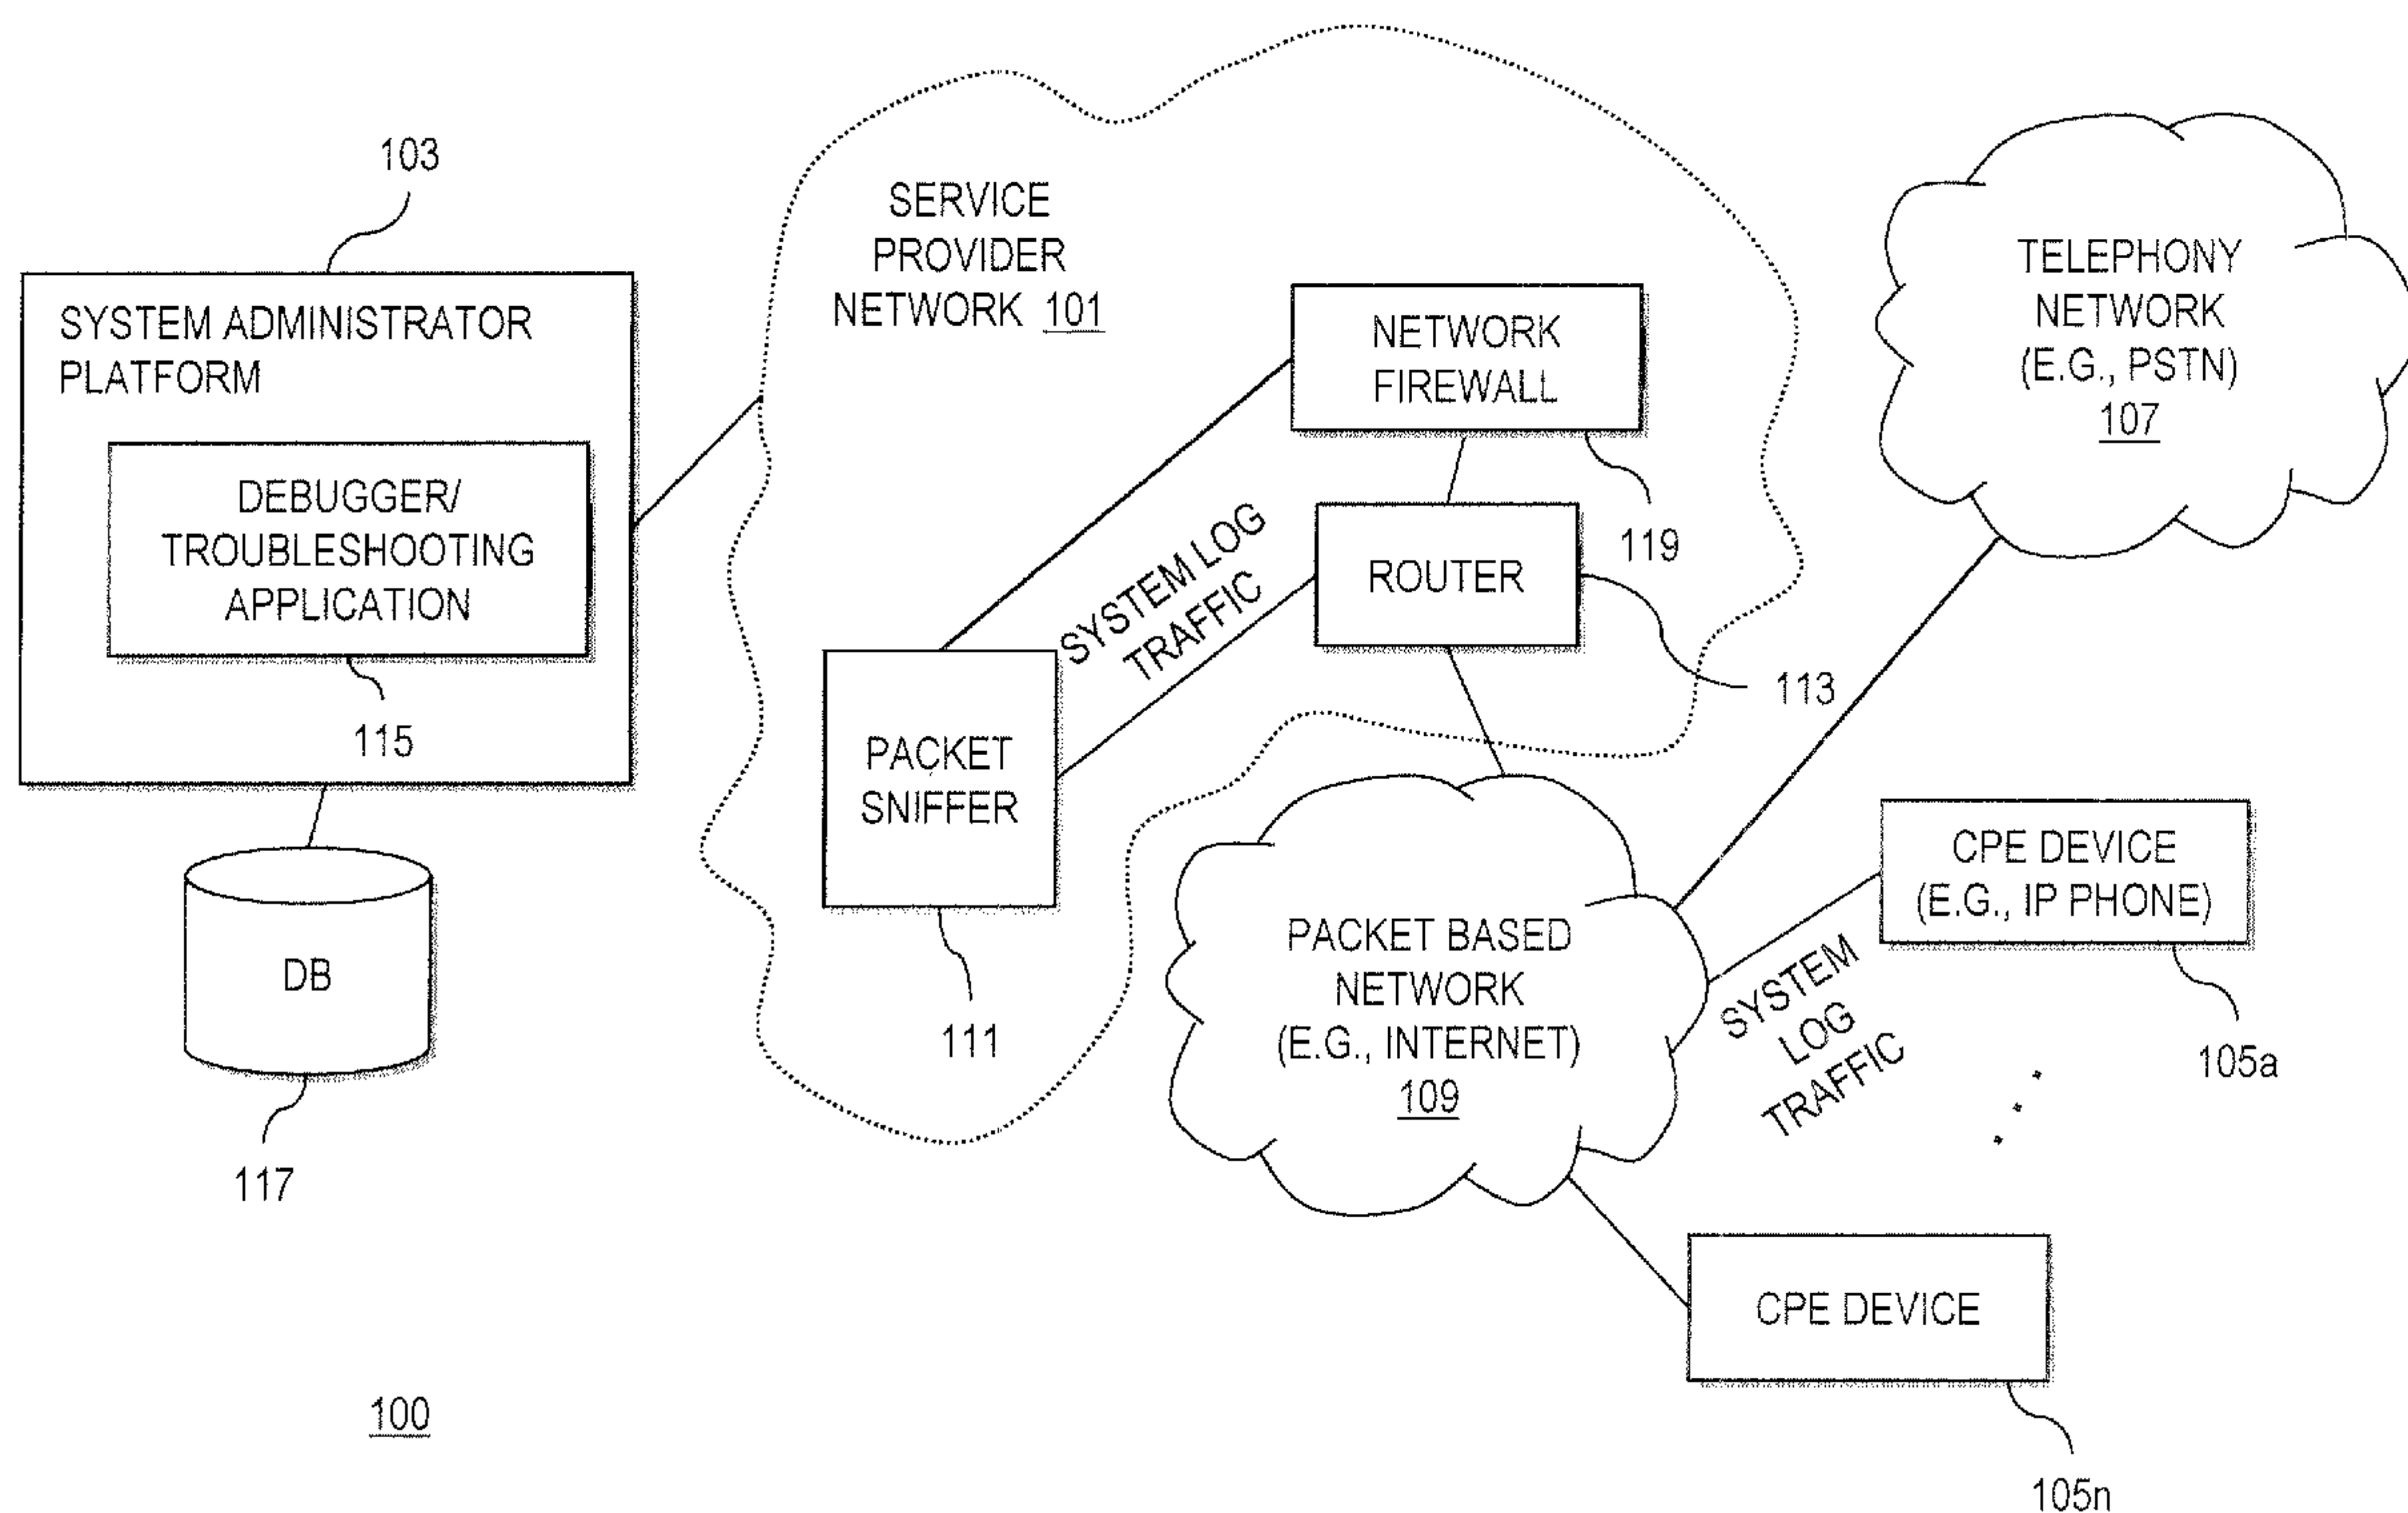 103
SYSTEM ADMINISTRATOR
PLATFORM
DEBUGGER/
TROUBLESHOOTING
APPLICATION
115
DB
117
100
SERVICE
PROVIDER
NETWORK 101
NETWORK
FIREWALL
119
ROUTER
113
SYSTEM LOG
TRAFFIC
PACKET
SNIFFER
111
TELEPHONY
NETWORK
(E.G., PSTN)
107
PACKET BASED
NETWORK
(E.G., INTERNET)
109
CPE DEVICE
(E.G., IP PHONE)
105a
SYSTEM
LOG
TRAFFIC
CPE DEVICE
105n